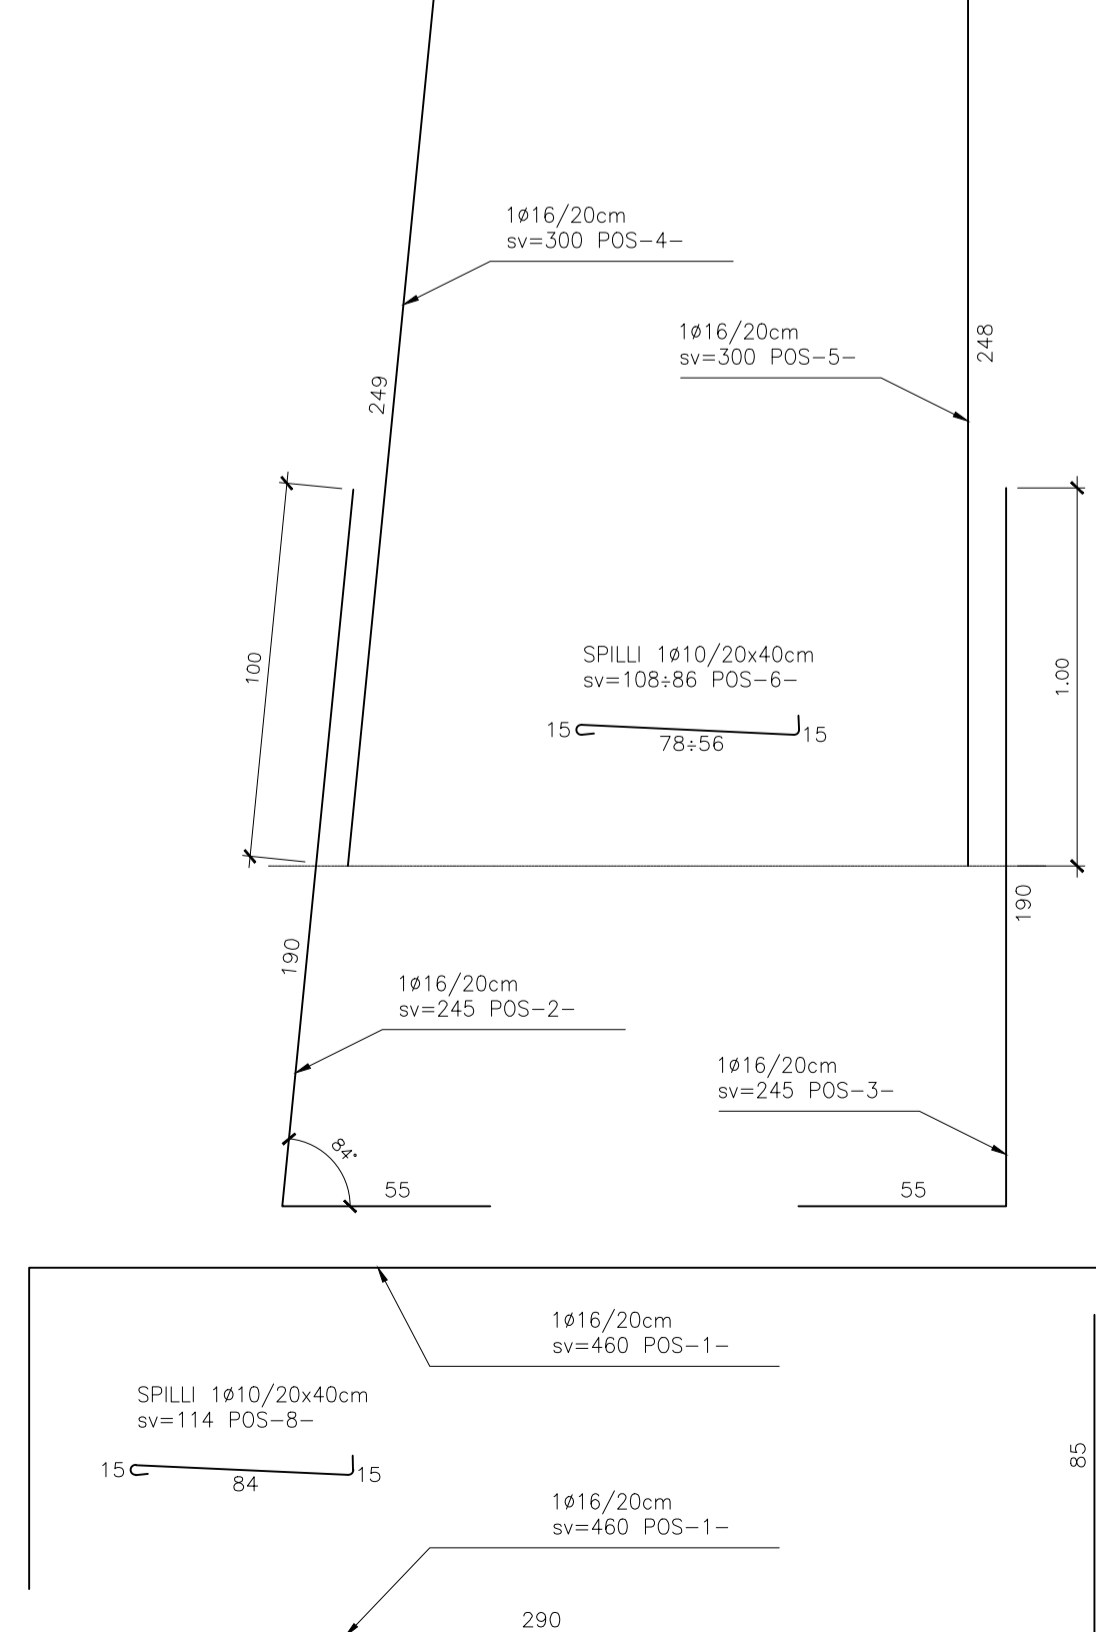 1ø16/20cm
sv=300 POS-4-
1ø16/20cm
sv=300 POS-5-
248
249
100
SPILLI 1ø10/20x40cm
sv=108÷86 POS-6-
15
78÷56
15
1.00
190
190
1ø16/20cm
sv=245 POS-2-
1ø16/20cm
sv=245 POS-3-
84°
55
55
1ø16/20cm
sv=460 POS-1-
SPILLI 1ø10/20x40cm
sv=114 POS-8-
15
84
15
85
1ø16/20cm
sv=460 POS-1-
290